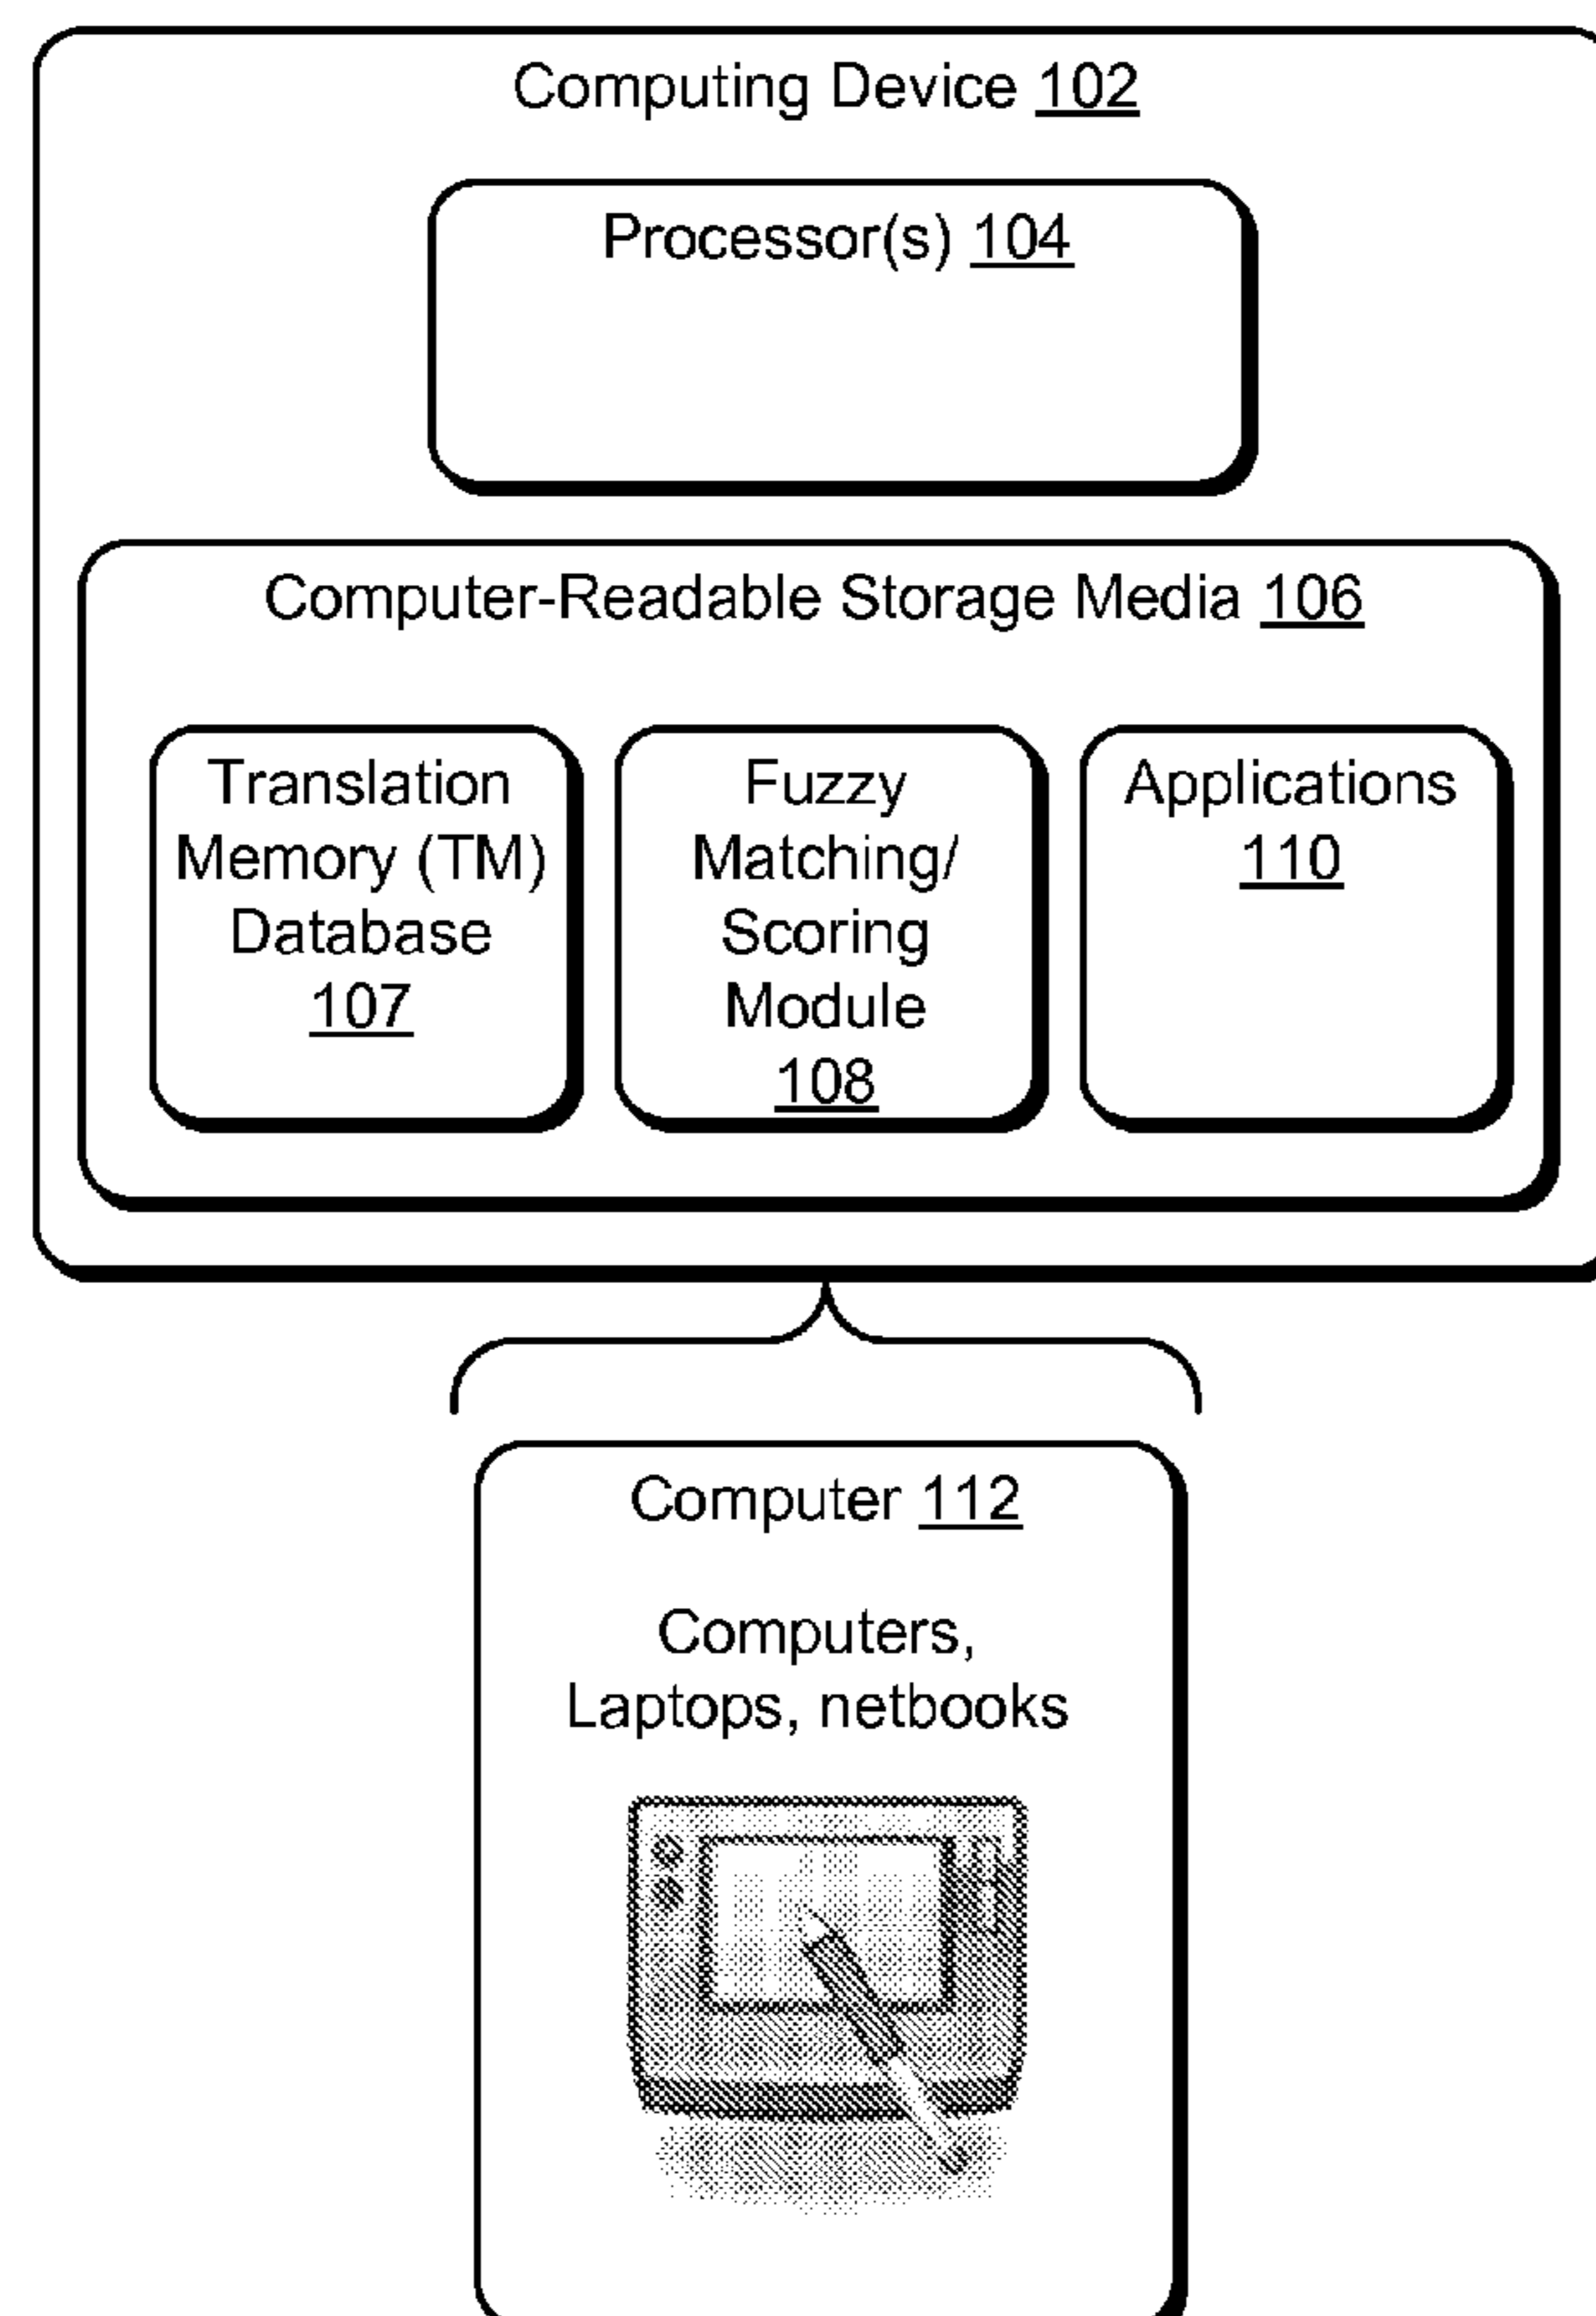 Computing Device 102
Processor(s) 104
Computer-Readable Storage Media 106
Translation
Memory (TM)
Database
107
Fuzzy
Matching/
Scoring
Module
108
Applications
110
Computer 112
Computers,
Laptops, netbooks